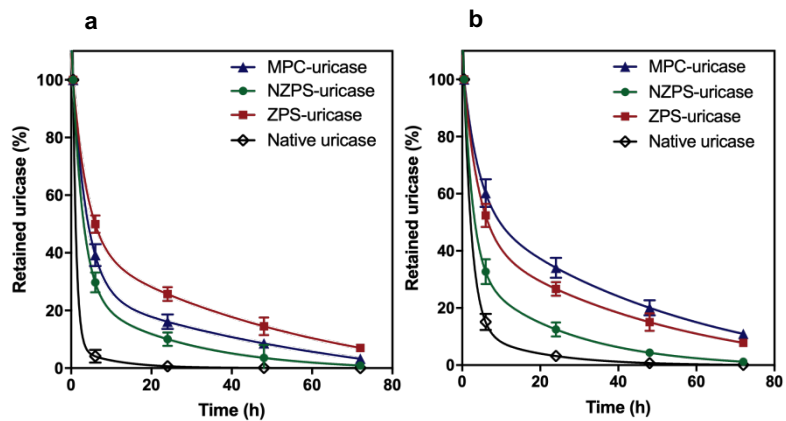 a
Retained uricase (%)
100
80
60
40
20
0
MPC-uricase
NZPS-uricase
ZPS-uricase
Native uricase
0 20 40 60 80
Time (h)
b
Retained uricase (%)
100
80
60
40
20
0
MPC-uricase
NZPS-uricase
ZPS-uricase
Native uricase
0 20 40 60 80
Time (h)